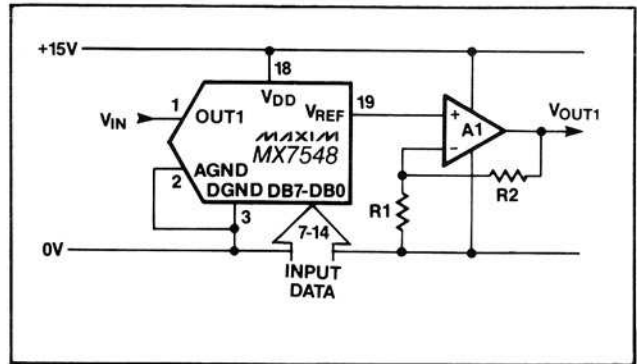 +15V
18
VDD
19
1
VIN
OUT1
VREF
MAXIM
MX7548
+
A1
−
VOUT1
AGND
2
DGND DB7-DB0
R2
R1
3
7-14
0V
INPUT
DATA